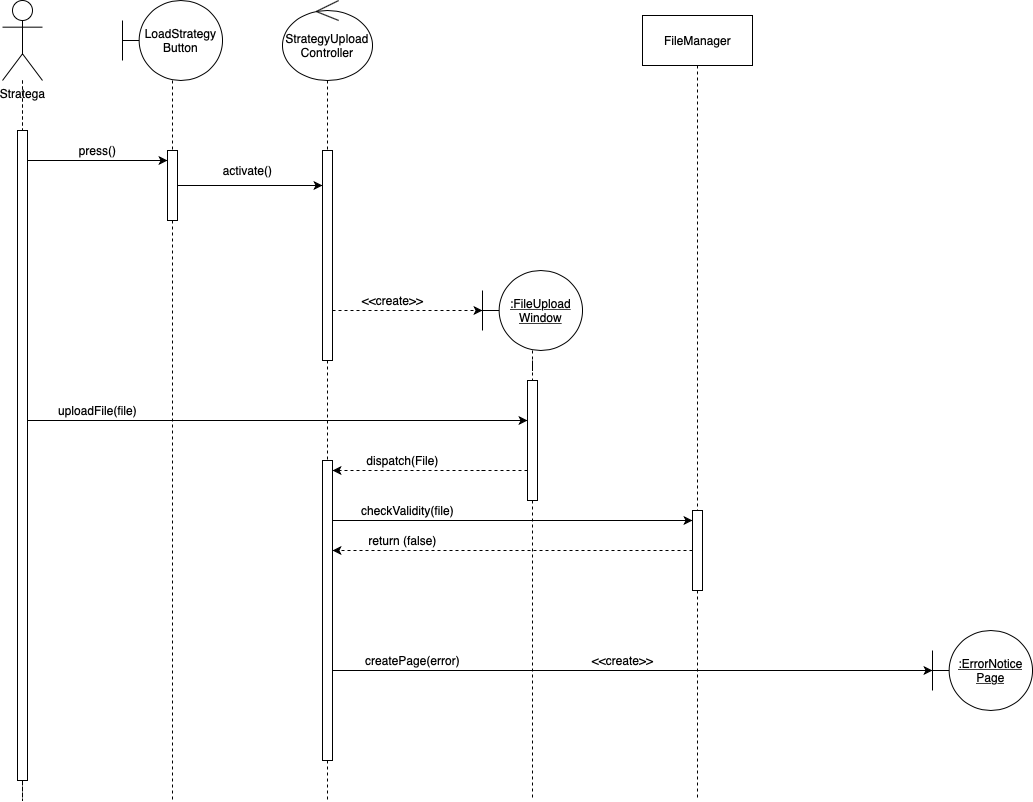 LoadStrategy
Button
StrategyUpload
Controller
FileManager
Stratega
press()
activate()
<<create>>
:FileUpload
Window
uploadFile(file)
dispatch(File)
checkValidity(file)
return (false)
createPage(error)
<<create>>
:ErrorNotice
Page